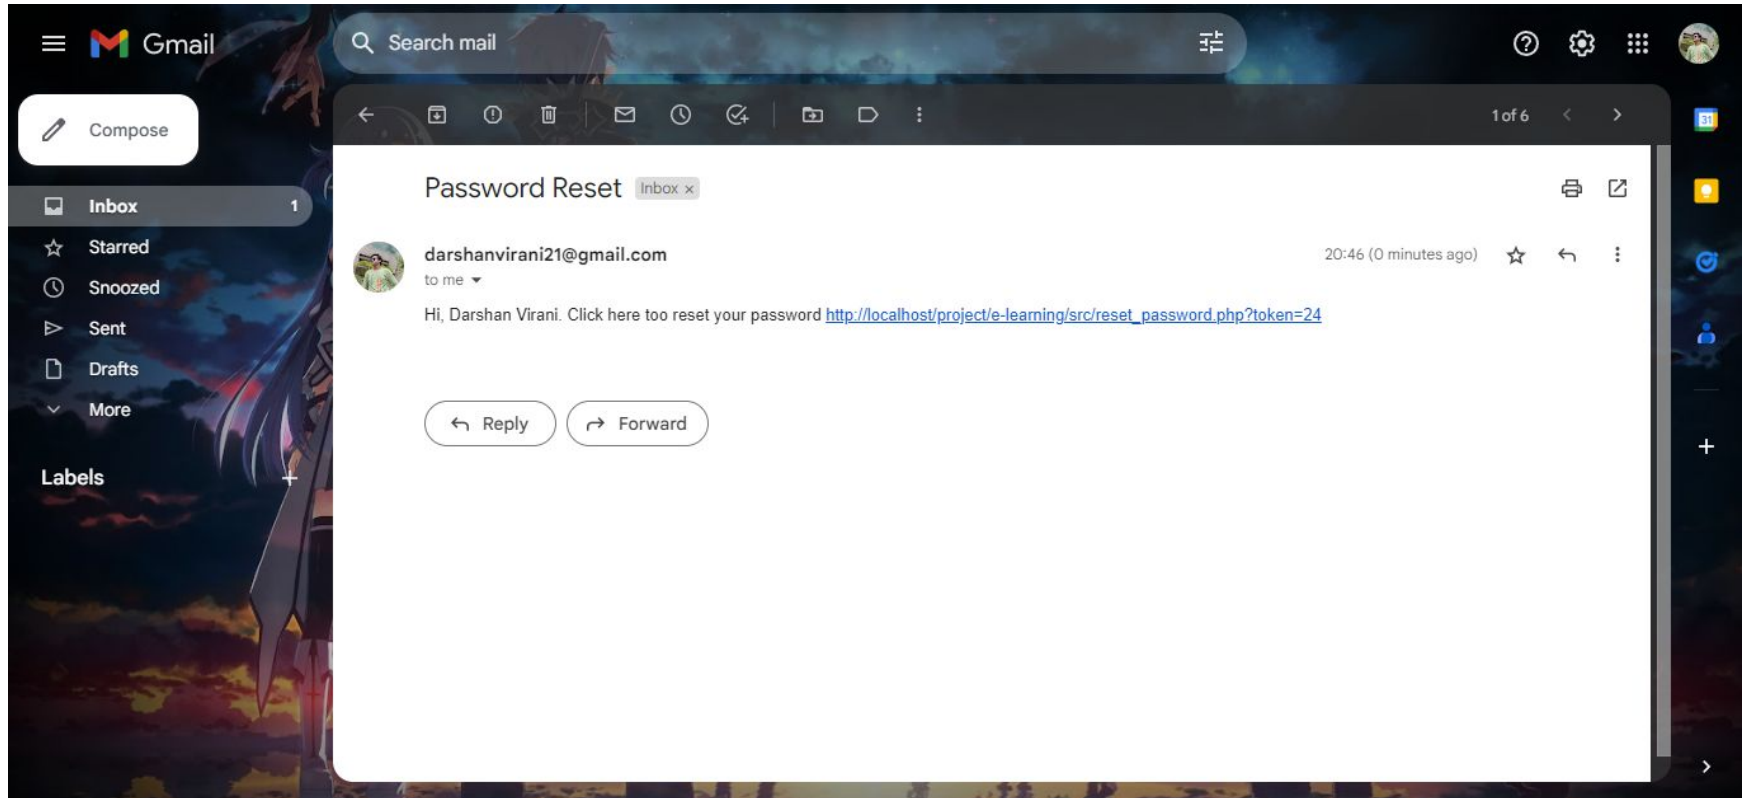 Gmail
Search mail
Compose
1 of 6
31
Inbox 1
Starred
Snoozed
Sent
Drafts
More
Labels
Password Reset Inbox x
darshanvirani21@gmail.com 20:46 (0 minutes ago)
to me
Hi, Darshan Virani. Click here too reset your password http://localhost/project/e-learning/src/reset_password.php?token=24
Reply Forward